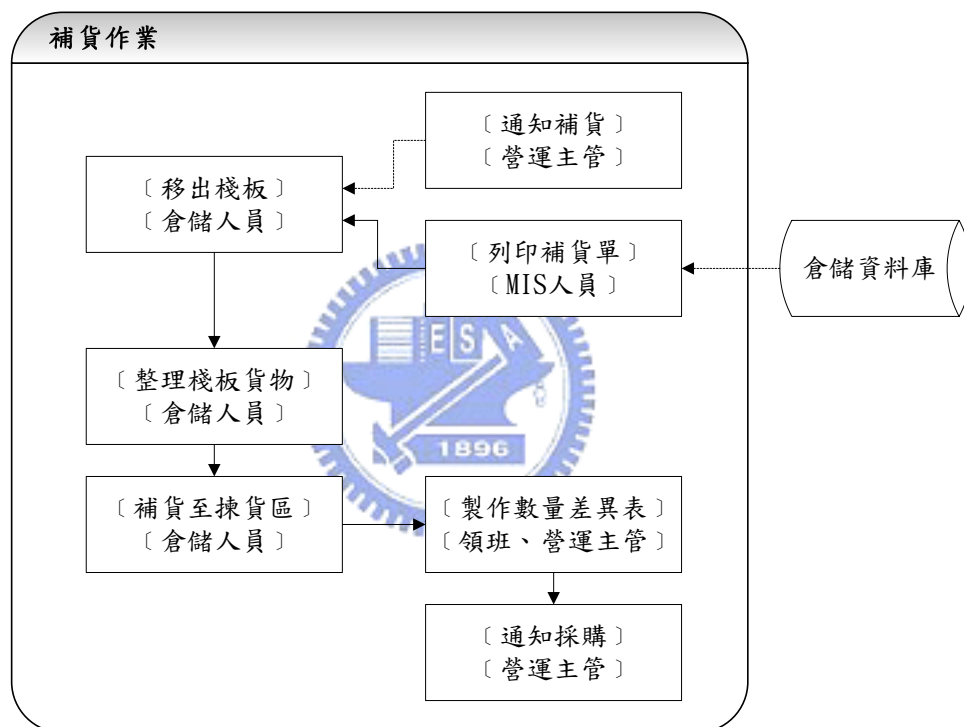 補貨作業
﹝通知補貨﹞
﹝營運主管﹞
﹝移出棧板﹞
﹝倉儲人員﹞
﹝列印補貨單﹞
﹝MIS人員﹞
倉儲資料庫
ESA
﹝整理棧板貨物﹞
﹝倉儲人員﹞
1896
﹝補貨至揀貨區﹞
﹝倉儲人員﹞
﹝製作數量差異表﹞
﹝領班、營運主管﹞
﹝通知採購﹞
﹝營運主管﹞